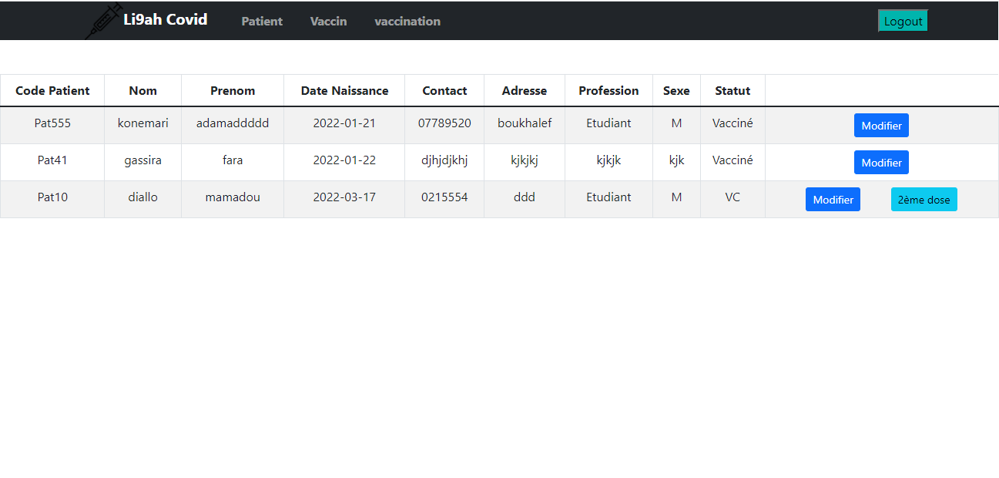 Li9ah Covid Patient Vaccin vaccination Logout
Code Patient Nom Prenom Date Naissance Contact Adresse Profession Sexe Statut
Pat555 konemari adamaddddd 2022-01-21 07789520 boukhalef Etudiant M Vacciné Modifier
Pat41 gassira fara 2022-01-22 djhjdjkhj kjkjkj kjkjk kjk Vacciné Modifier
Pat10 diallo mamadou 2022-03-17 0215554 ddd Etudiant M VC Modifier 2ème dose